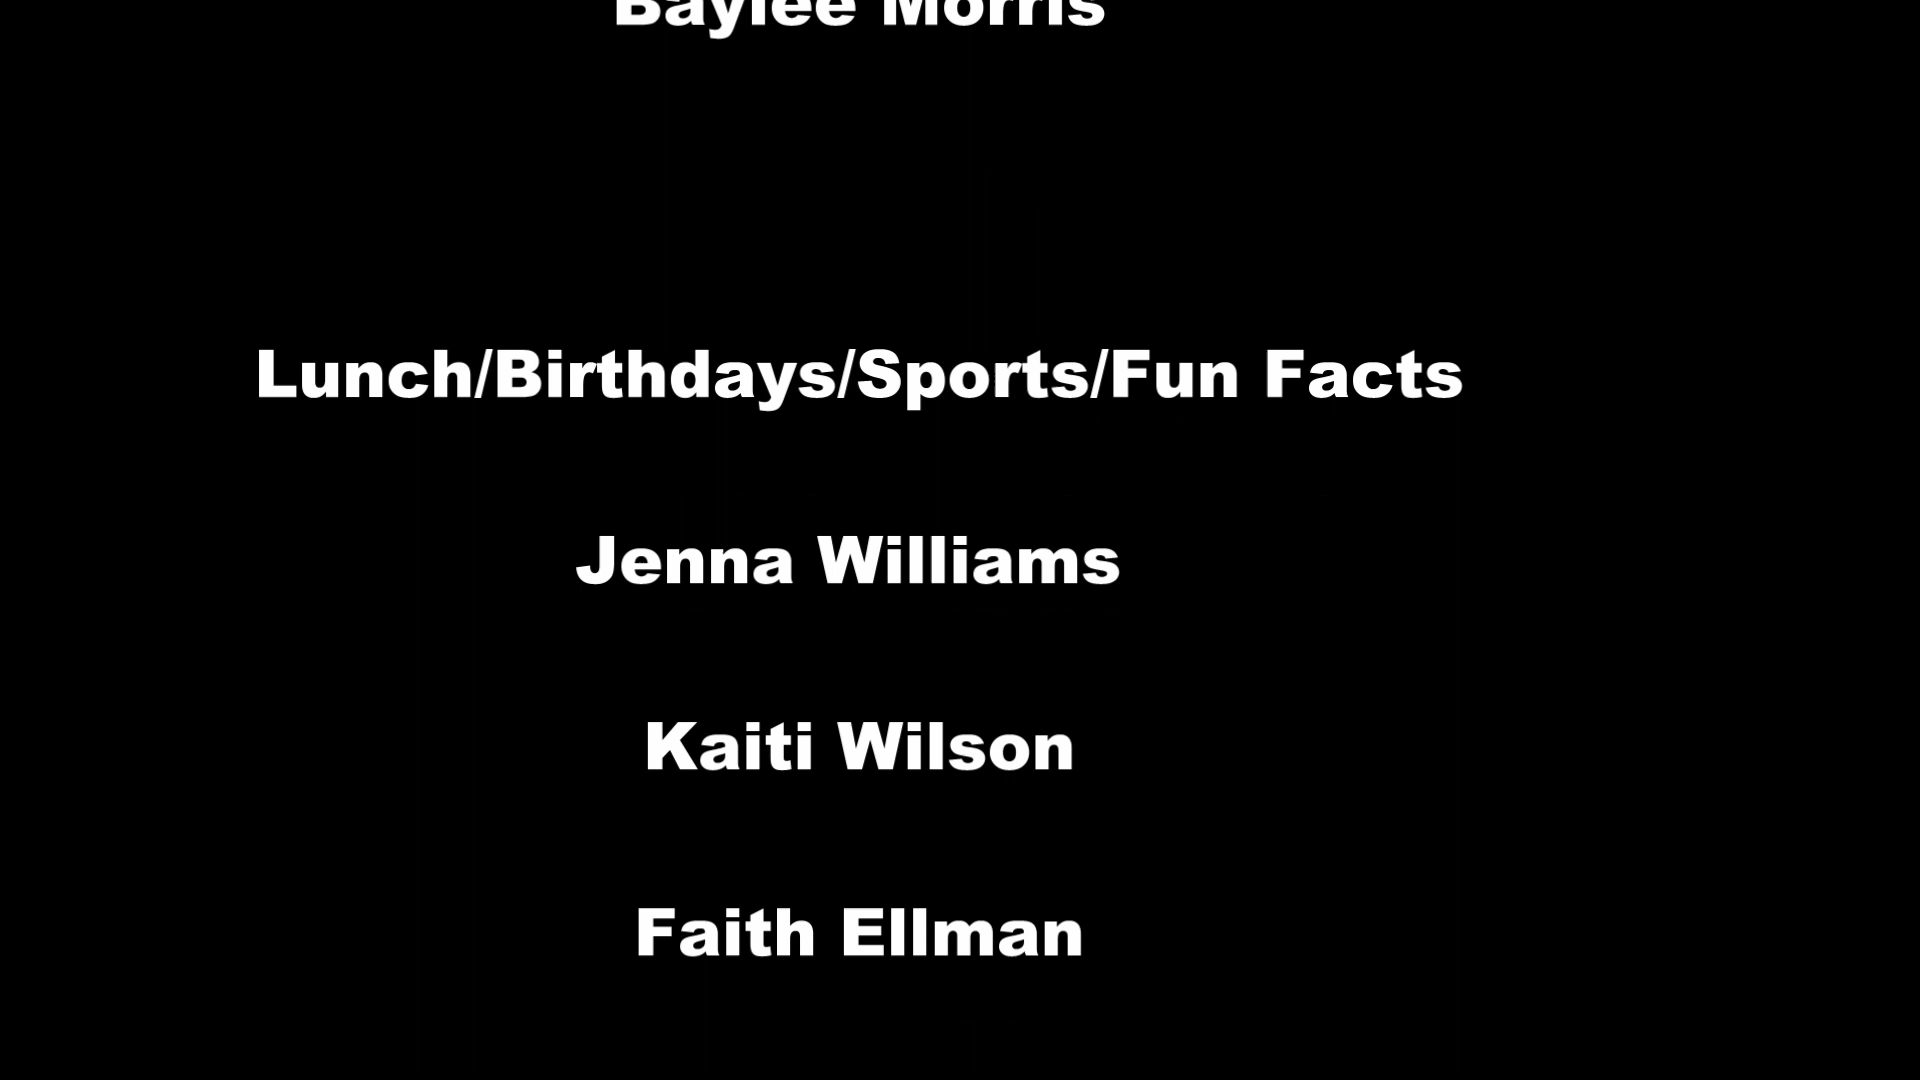 Baylee Morris
Lunch/Birthdays/Sports/Fun Facts
Jenna Williams
Kaiti Wilson
Faith Ellman